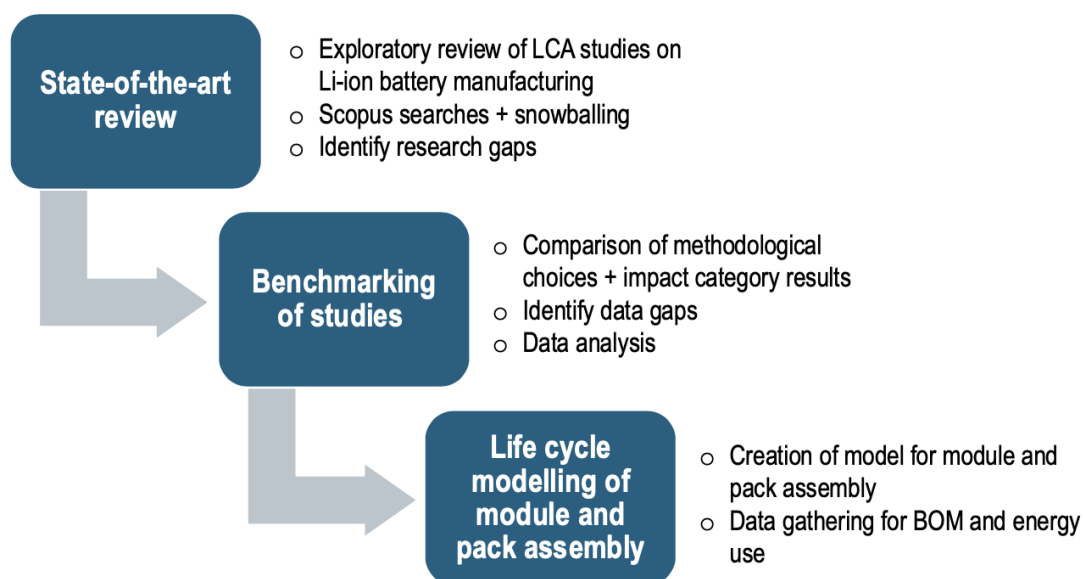 State-of-the-art
review
○ Exploratory review of LCA studies on
Li-ion battery manufacturing
○ Scopus searches + snowballing
○ Identify research gaps
Benchmarking
of studies
○ Comparison of methodological
choices + impact category results
○ Identify data gaps
○ Data analysis
Life cycle
modelling of
module and
pack assembly
○ Creation of model for module and
pack assembly
○ Data gathering for BOM and energy
use